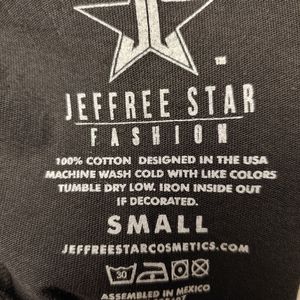 JEFFREE STAR
FASHION
100% COTTON DESIGNED IN THE USA
MACHINE WASH COLD WITH LIKE COLORS
TUMBLE DRY LOW, IRON INSIDE OUT
IF DECORATED.
SMALL
JEFFREESTARCOSMETICS.COM
30
ASSEMBLED IN MEXICO